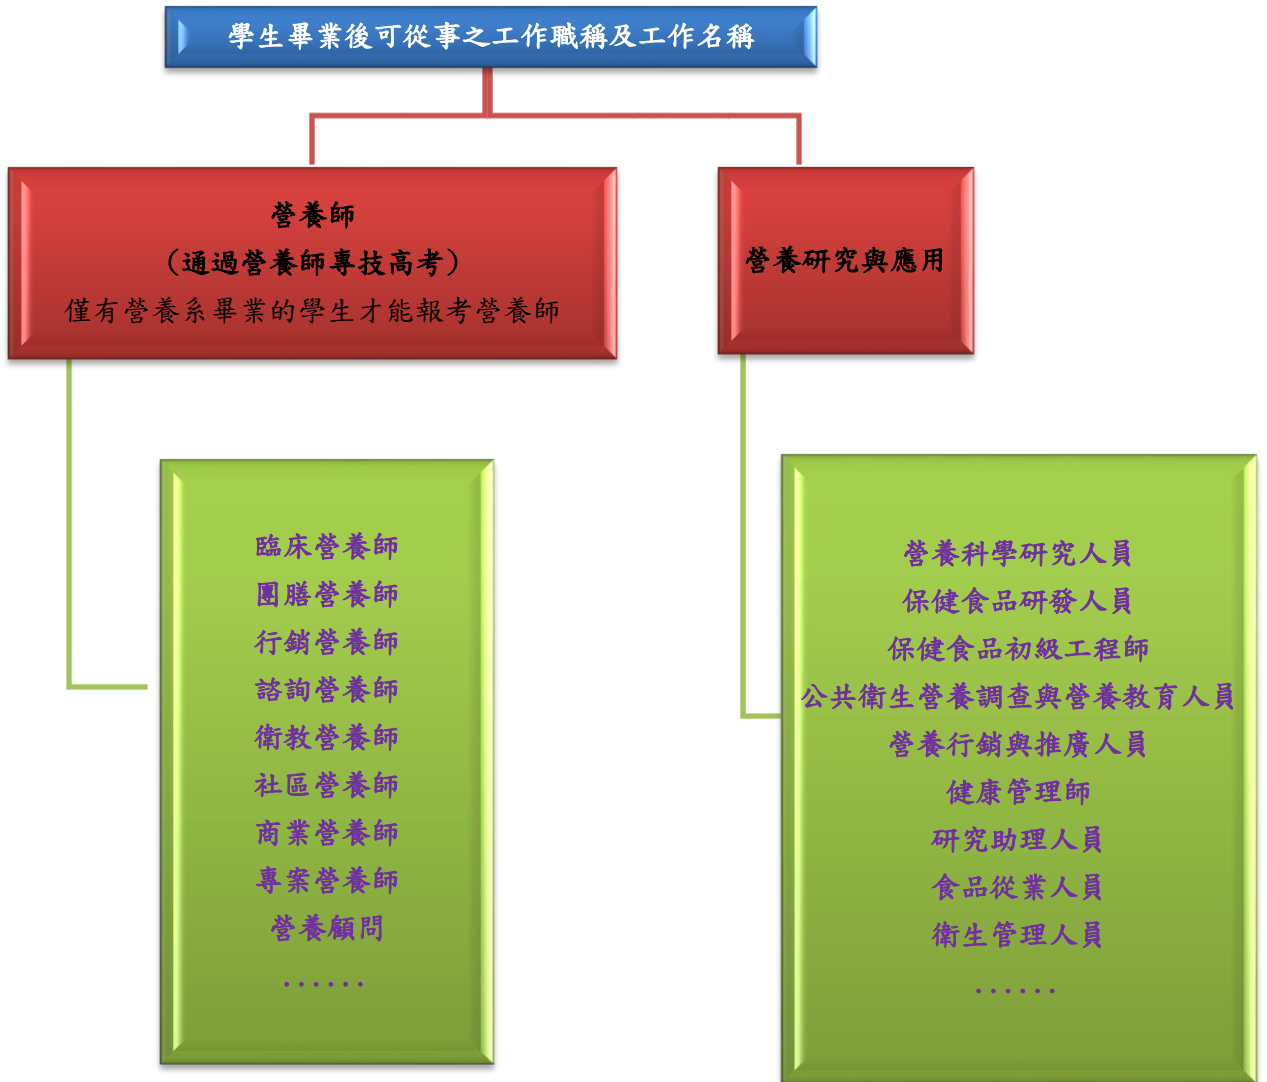 學生畢業後可從事之工作職稱及工作名稱
營養師
(通過營養師專技高考)
僅有營養系畢業的學生才能報考營養師
營養研究與應用
臨床營養師
團膳營養師
行銷營養師
諮詢營養師
衛教營養師
社區營養師
商業營養師
專案營養師
營養顧問
......
營養科學研究人員
保健食品研發人員
保健食品初級工程師
公共衛生營養調查與營養教育人員
營養行銷與推廣人員
健康管理師
研究助理人員
食品從業人員
衛生管理人員
......